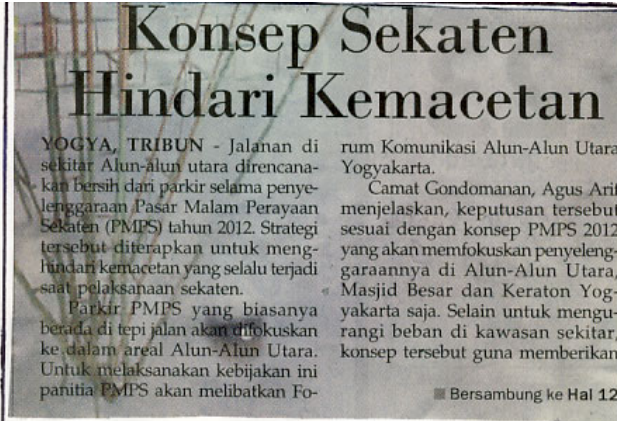 Konsep Sekaten
Hindari Kemacetan
YOGYA, TRIBUN - Jalanan di
sekitar Alun-alun utara direncana-
kan bersih dari parkir selama penye-
lenggaraan Pasar Malam Perayaan
Sekaten (PMPS) tahun 2012. Strategi
tersebut diterapkan untuk meng-
hindari kemacetan yang selalu terjadi
saat pelaksanaan sekaten.
Parkir PMPS yang biasanya
berada di tepi jalan akan difokuskan
ke dalam areal Alun-Alun Utara.
Untuk melaksanakan kebijakan ini
panitia PMPS akan melibatkan Fo-
rum Komunikasi Alun-Alun Utara
Yogyakarta.
Camat Gondomanan, Agus Arif
menjelaskan, keputusan tersebut
sesuai dengan konsep PMPS 2012
yang akan memfokuskan penyeleng-
garaannya di Alun-Alun Utara,
Masjid Besar dan Keraton Yog-
yakarta saja. Selain untuk mengu-
rangi beban di kawasan sekitar,
konsep tersebut guna memberikan
Bersambung ke Hal 12